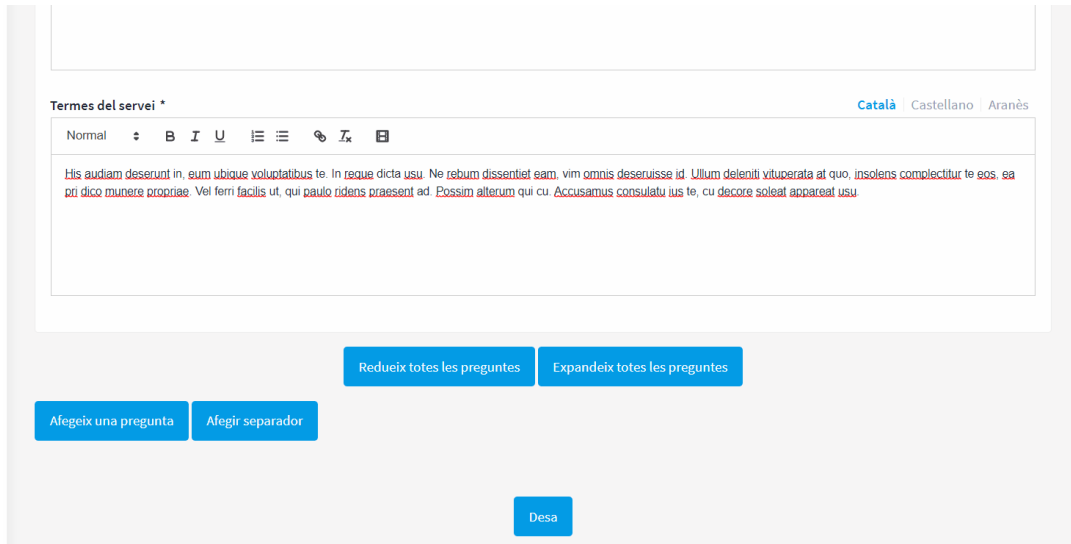 Termes del servei *
Català | Castellano | Aranès
Normal B I U
His audiam deserunt in, eum ubique voluptatibus te. In reque dicta usu. Ne rebum dissentiet eam, vim omnis deseruisse id. Ullum deleniti vituperata at quo, insolens complectitur te eos, ea
pri dico munere propriae. Vel ferri facilis ut, qui paulo ridens praesent ad. Possim alterum qui cu. Accusamus consulatu ius te, cu decore soleat appareat usu.
Redueix totes les preguntes
Expandeix totes les preguntes
Afegeix una pregunta
Afegir separador
Desa